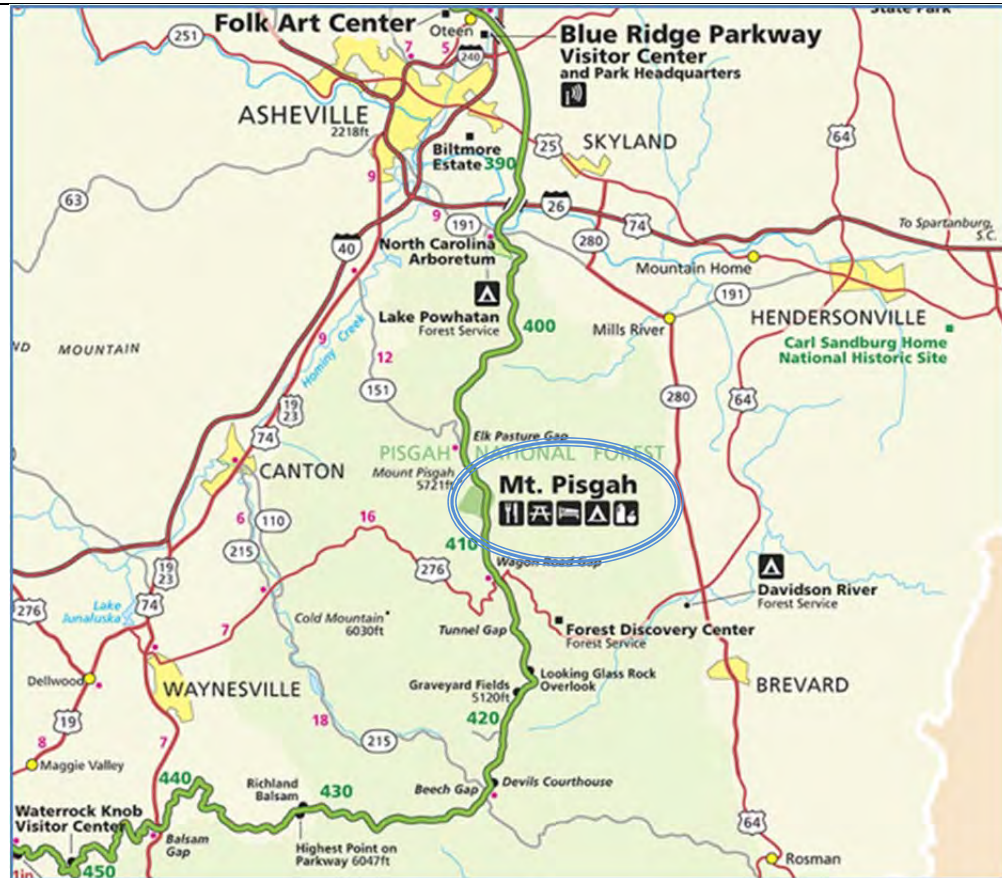 State Park
Folk Art Center
Oteen
251
7
5
240
Blue Ridge Parkway
Visitor Center
and Park Headquarters
ASHEVILLE
2218ft
64
SKYLAND
25
Biltmore
Estate
390
9
63
26
9
191
74
To Spartanburg,
S.C.
40
North Carolina
Arboretum
280
Mountain Home
191
Lake Powhatan
Forest Service
400
Mills River
HENDERSONVILLE
Carl Sandburg Home
National Historic Site
MOUNTAIN
9
Hominy Creek
12
151
280
64
19
23
74
Elk Pasture Gap
PISGAH NATIONAL FOREST
CANTON
Mount Pisgah
5721ft
Mt. Pisgah
6
110
16
410
215
276
Wagon Road Gap
19
23
74
276
Lake
Junaluska
7
Cold Mountain
6030ft
Tunnel Gap
Forest Discovery Center
Forest Service
Davidson River
Forest Service
Dellwood
WAYNESVILLE
Looking Glass Rock
Overlook
Graveyard Fields
5120ft
BREVARD
19
18
420
8
7
215
Maggie Valley
440
Richland
Balsam
430
Beech Gap
Devils Courthouse
Waterrock Knob
Visitor Center
Balsam
Gap
Highest Point on
Parkway 6047ft
64
Rosman
450